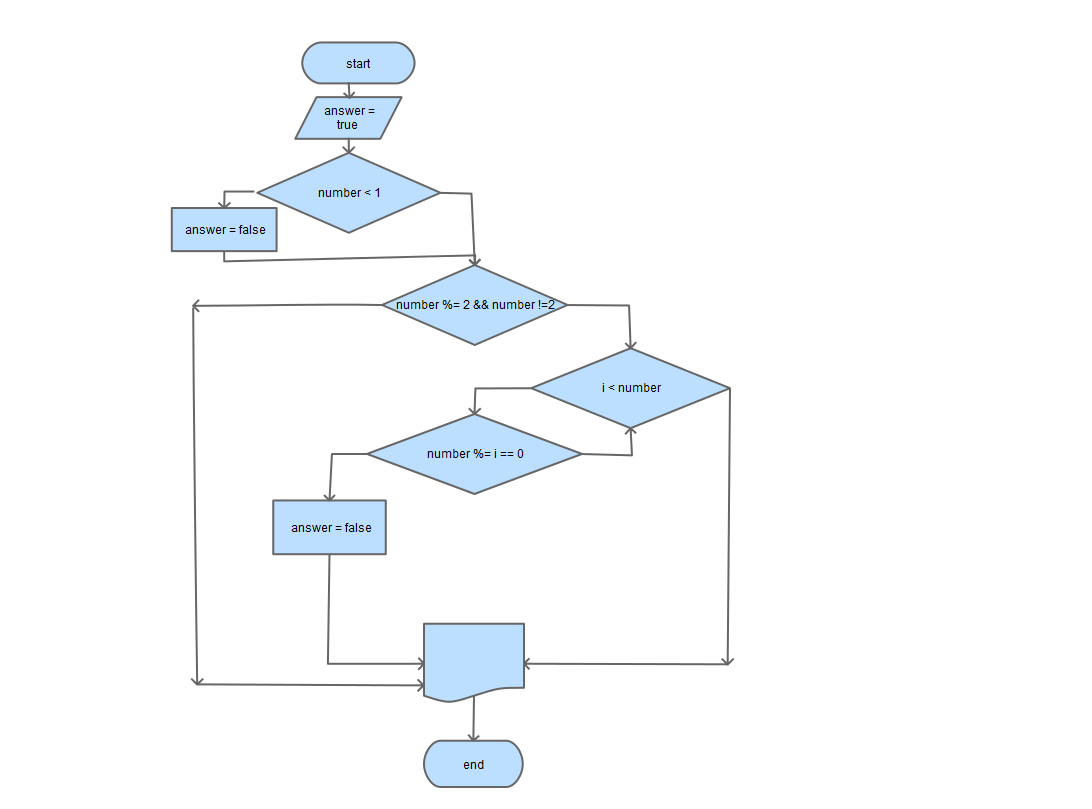 start
answer =
true
number < 1
answer = false
number %= 2 && number !=2
i < number
number %= i == 0
answer = false
end